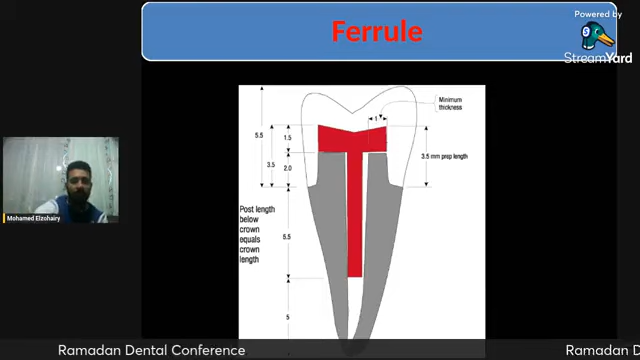 Ferrule
Powered by
StreamYard
Minimum
thickness
1
5.5
1.5
3.5
2.0
3.5 mm prep length
Post length
below
crown
equals
crown
length
5.5
5
Mohamed Elzohairy
Ramadan Dental Conference
Ramadan D